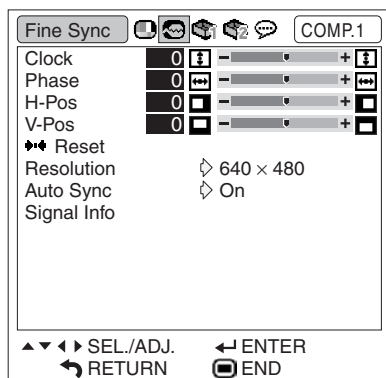 Fine Sync COMP.1
Clock 0 − +
Phase 0 − +
H-Pos 0 − +
V-Pos 0 − +
Reset
Resolution 640 × 480
Auto Sync On
Signal Info
SEL./ADJ. ENTER
RETURN END